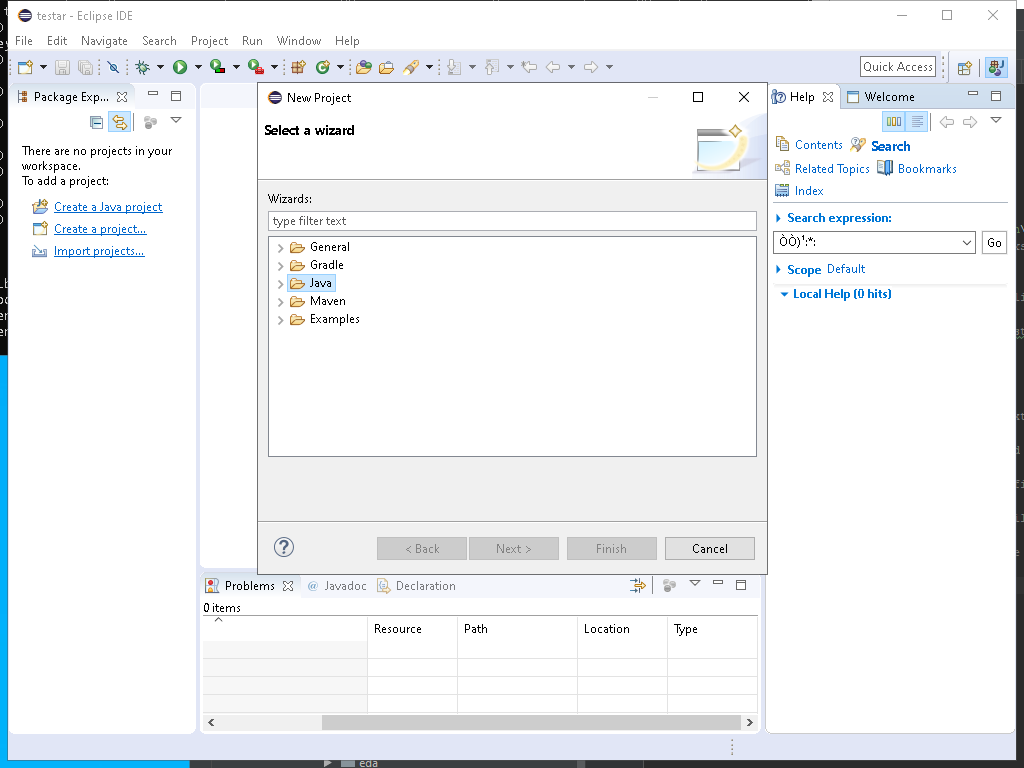 testar - Eclipse IDE
File Edit Navigate Search Project Run Window Help
Quick Access
Package Exp...
There are no projects in your
workspace.
To add a project:
Create a Java project
Create a project...
Import projects...
New Project
Select a wizard
Wizards:
type filter text
General
Gradle
Java
Maven
Examples
< Back Next > Finish Cancel
Help Welcome
Contents Search
Related Topics Bookmarks
Index
Search expression:
ÒÒ)¹:*: Go
Scope Default
Local Help (0 hits)
Problems @ Javadoc Declaration
0 items
Resource Path Location Type
eda